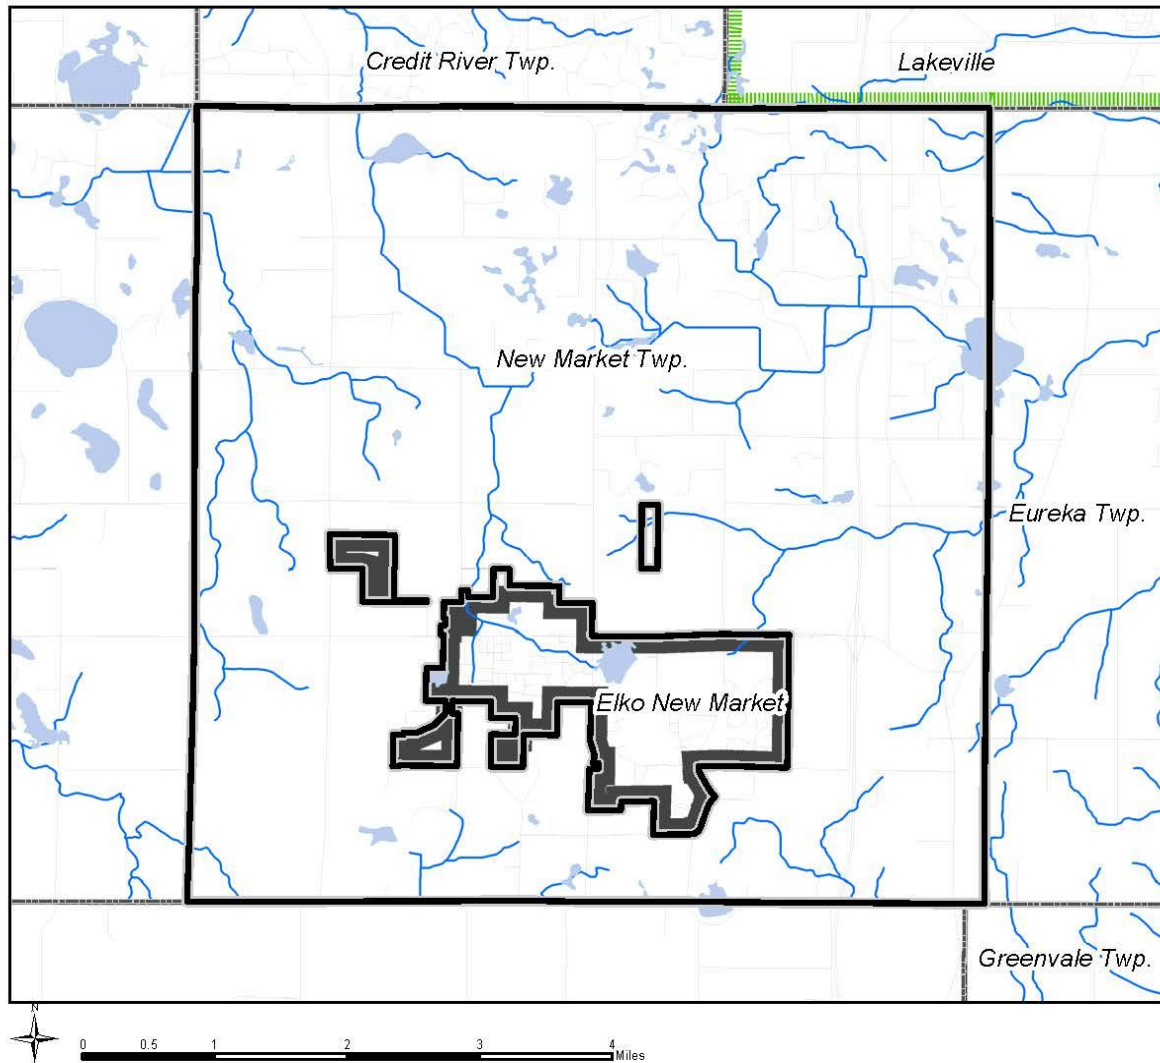 Credit River Twp.
Lakeville
New Market Twp.
Eureka Twp.
Elko New Market
Greenvale Twp.
N
0 0.5 1 2 3 4
Miles